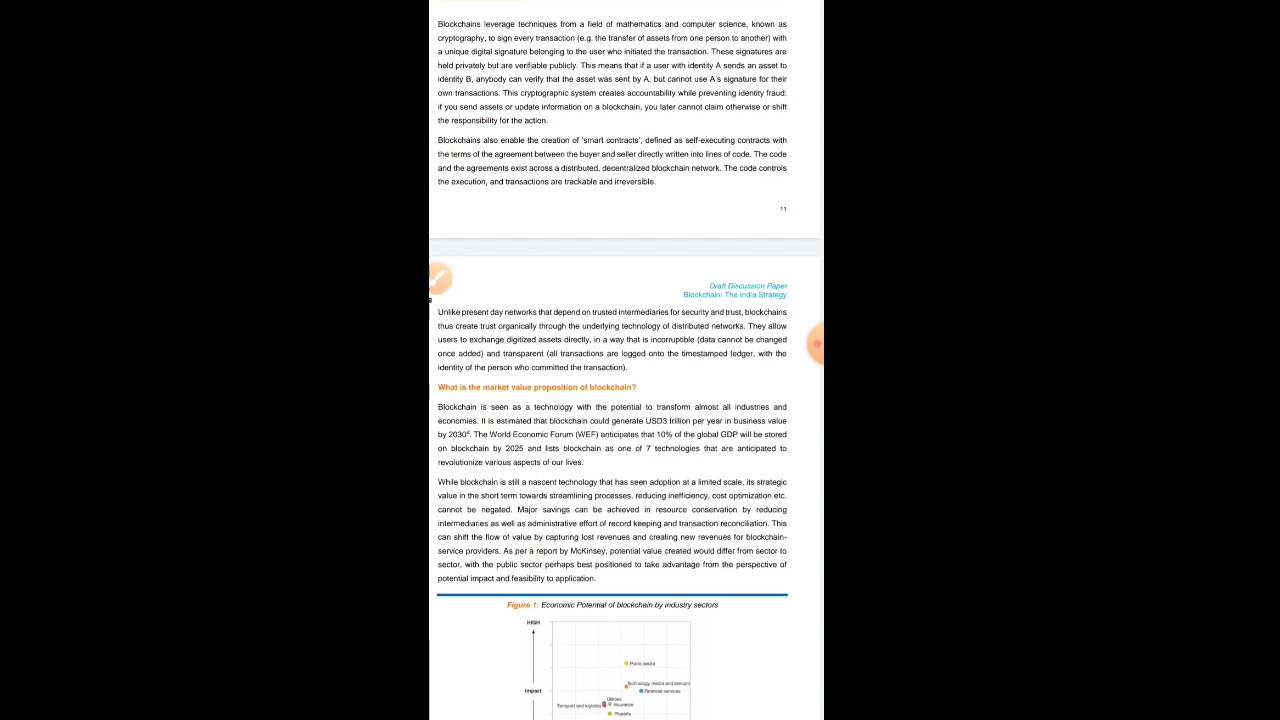 Blockchains leverage techniques from a field of mathematics and computer science, known as
cryptography, to sign every transaction (e.g. the transfer of assets from one person to another) with
a unique digital signature belonging to the user who initiated the transaction. These signatures are
held privately but are verifiable publicly. This means that if a user with identity A sends an asset to
identity B, anybody can verify that the asset was sent by A, but cannot use A's signature for their
own transactions. This cryptographic system creates accountability while preventing identity fraud:
if you send assets or update information on a blockchain, you later cannot claim otherwise or shift
the responsibility for the action.
Blockchains also enable the creation of 'smart contracts', defined as self-executing contracts with
the terms of the agreement between the buyer and seller directly written into lines of code. The code
and the agreements exist across a distributed, decentralized blockchain network. The code controls
the execution, and transactions are trackable and irreversible.
11
Draft Discussion Paper
Blockchain: The India Strategy
Unlike present day networks that depend on trusted intermediaries for security and trust, blockchains
thus create trust organically through the underlying technology of distributed networks. They allow
users to exchange digitized assets directly, in a way that is incorruptible (data cannot be changed
once added) and transparent (all transactions are logged onto the timestamped ledger, with the
identity of the person who committed the transaction).
What is the market value proposition of blockchain?
Blockchain is seen as a technology with the potential to transform almost all industries and
economies. It is estimated that blockchain could generate USD3 trillion per year in business value
by 2030⁴. The World Economic Forum (WEF) anticipates that 10% of the global GDP will be stored
on blockchain by 2025 and lists blockchain as one of 7 technologies that are anticipated to
revolutionize various aspects of our lives.
While blockchain is still a nascent technology that has seen adoption at a limited scale, its strategic
value in the short term towards streamlining processes, reducing inefficiency, cost optimization etc.
cannot be negated. Major savings can be achieved in resource conservation by reducing
intermediaries as well as administrative effort of record keeping and transaction reconciliation. This
can shift the flow of value by capturing lost revenues and creating new revenues for blockchain-
service providers. As per a report by McKinsey, potential value created would differ from sector to
sector, with the public sector perhaps best positioned to take advantage from the perspective of
potential impact and feasibility to application.
Figure 1: Economic Potential of blockchain by industry sectors
HIGH
Public sector
Technology, media and telecom
Impact
Financial services
Utilities
Transport and logistics
Insurance
Property